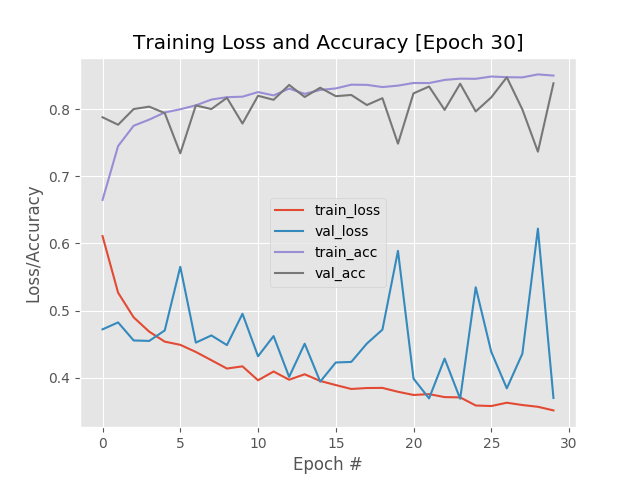 Training Loss and Accuracy [Epoch 30]
Loss/Accuracy
0.8
0.7
0.6
0.5
0.4
train_loss
val_loss
train_acc
val_acc
0 5 10 15 20 25 30
Epoch #